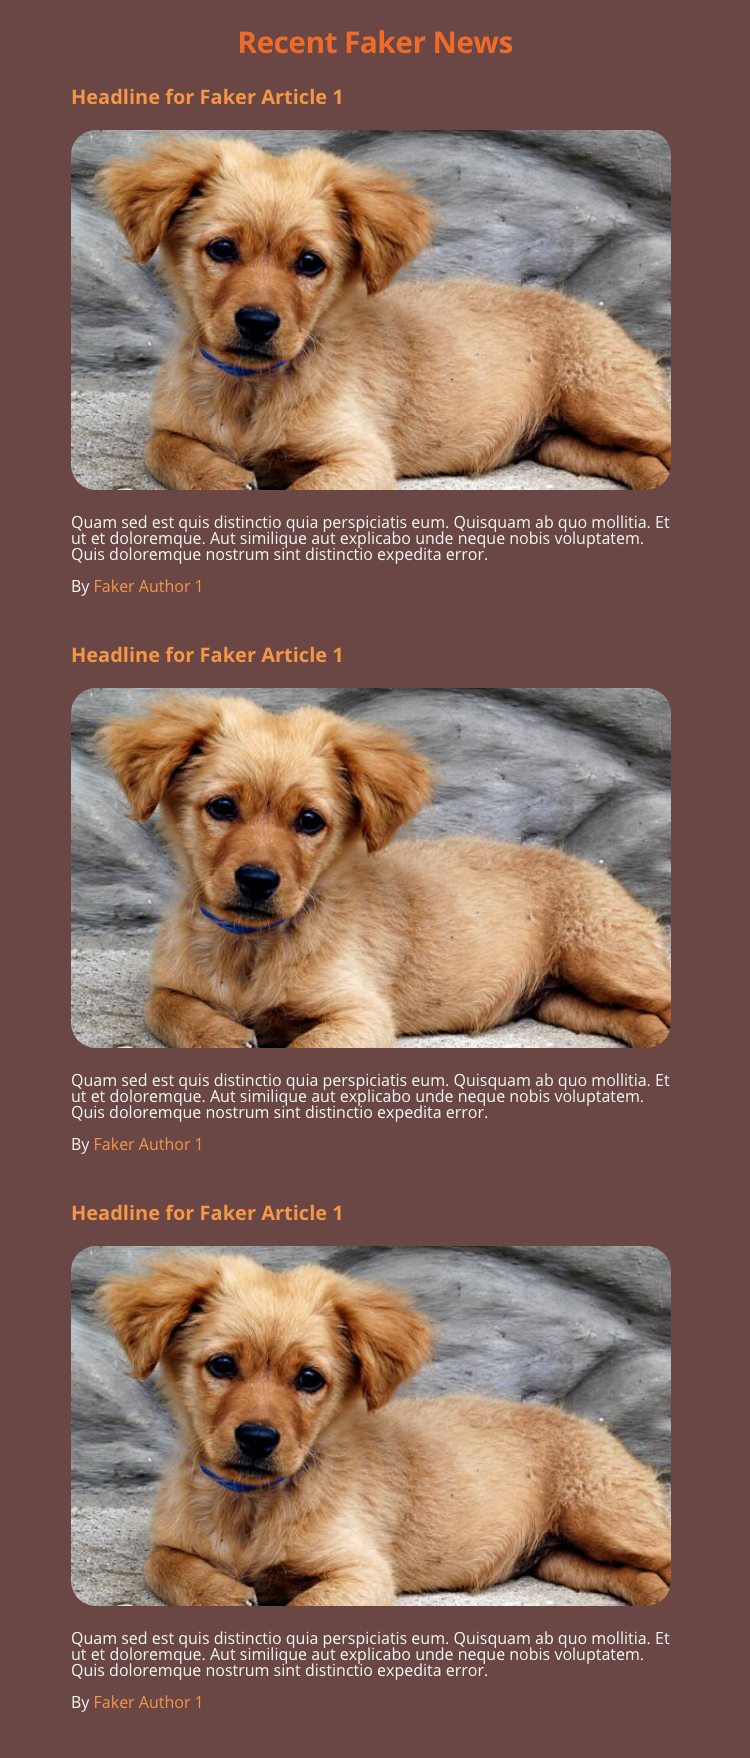 Recent Faker News
Headline for Faker Article 1
Quam sed est quis distinctio quia perspiciatis eum. Quisquam ab quo mollitia. Et
ut et doloremque. Aut similique aut explicabo unde neque nobis voluptatem.
Quis doloremque nostrum sint distinctio expedita error.
By Faker Author 1
Headline for Faker Article 1
Quam sed est quis distinctio quia perspiciatis eum. Quisquam ab quo mollitia. Et
ut et doloremque. Aut similique aut explicabo unde neque nobis voluptatem.
Quis doloremque nostrum sint distinctio expedita error.
By Faker Author 1
Headline for Faker Article 1
Quam sed est quis distinctio quia perspiciatis eum. Quisquam ab quo mollitia. Et
ut et doloremque. Aut similique aut explicabo unde neque nobis voluptatem.
Quis doloremque nostrum sint distinctio expedita error.
By Faker Author 1